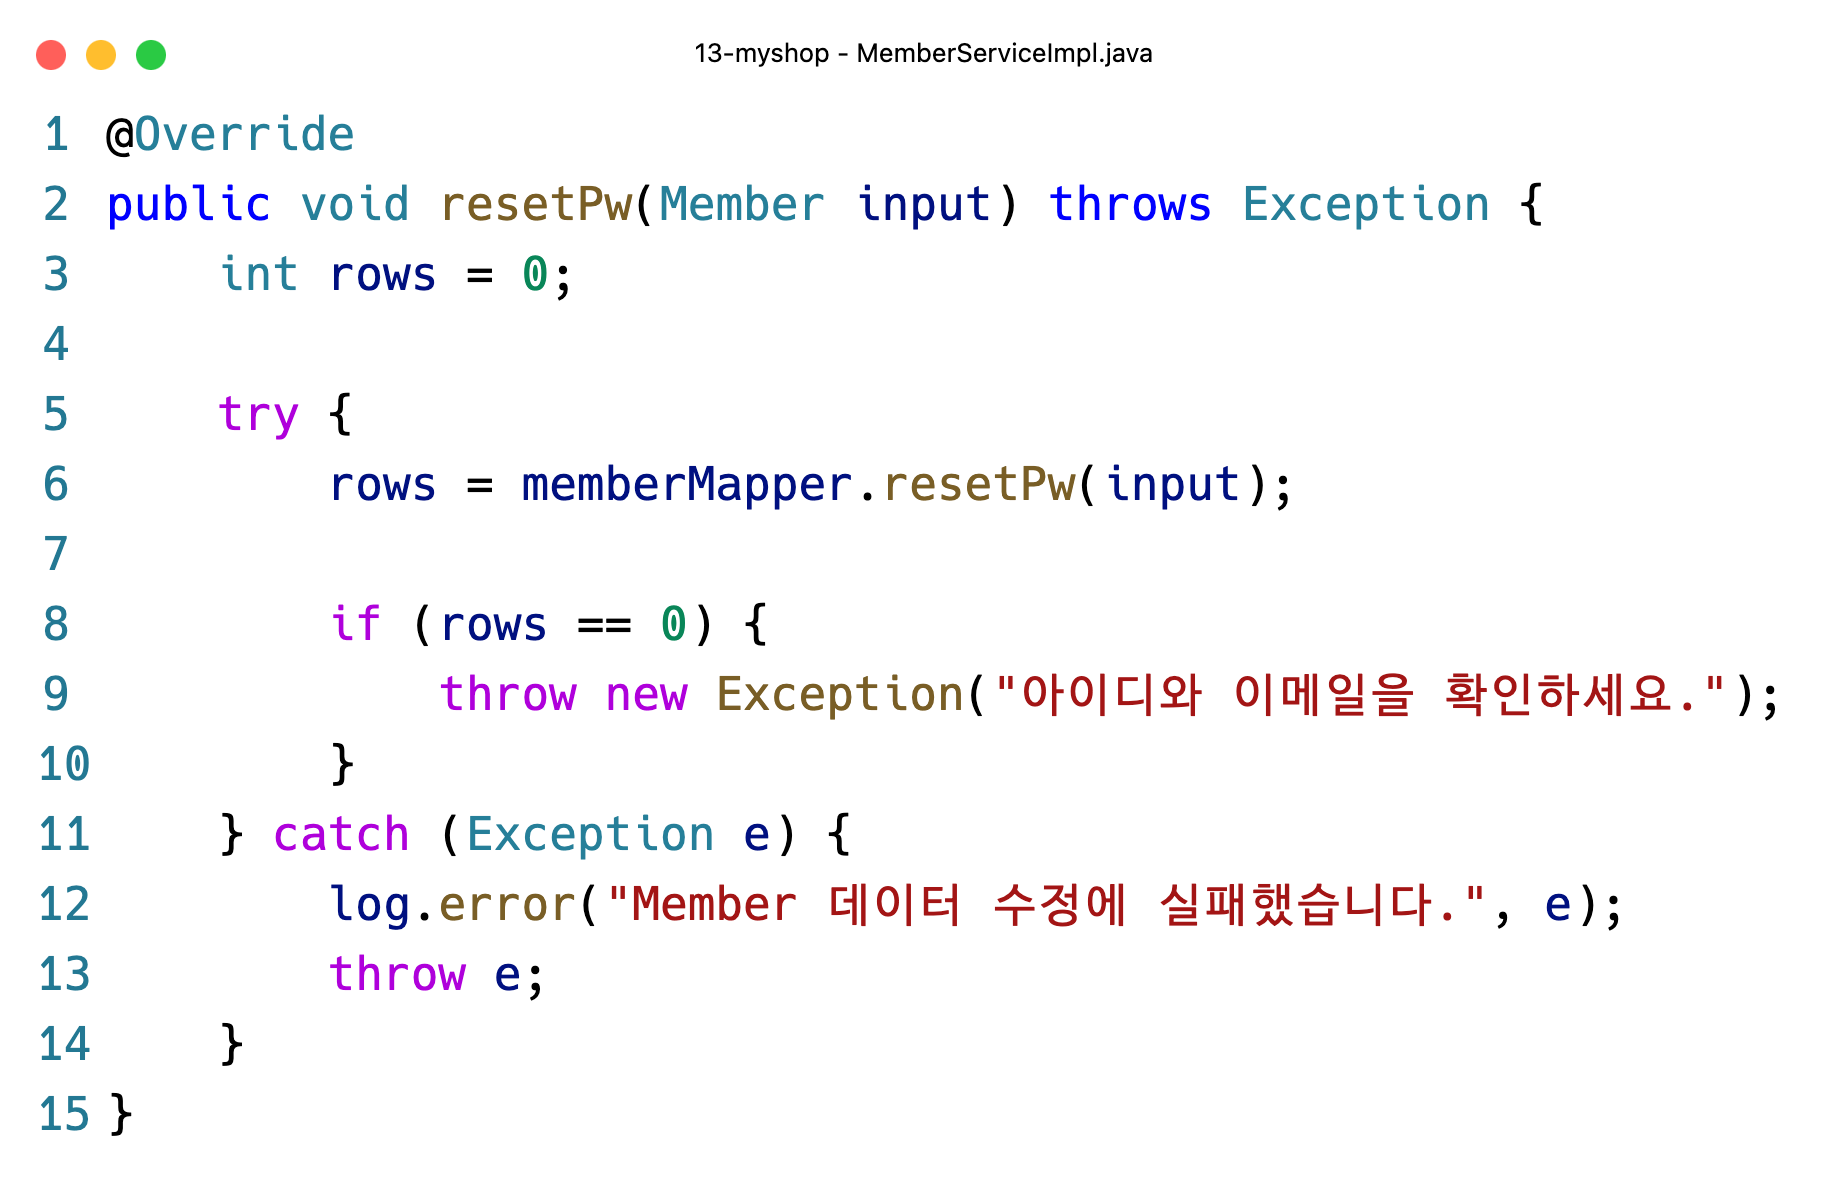 13-myshop - MemberServiceImpl.java
1 @Override
2 public void resetPw(Member input) throws Exception {
3     int rows = 0;
4
5     try {
6         rows = memberMapper.resetPw(input);
7
8         if (rows == 0) {
9             throw new Exception("아이디와 이메일을 확인하세요.");
10         }
11     } catch (Exception e) {
12         log.error("Member 데이터 수정에 실패했습니다.", e);
13         throw e;
14     }
15 }